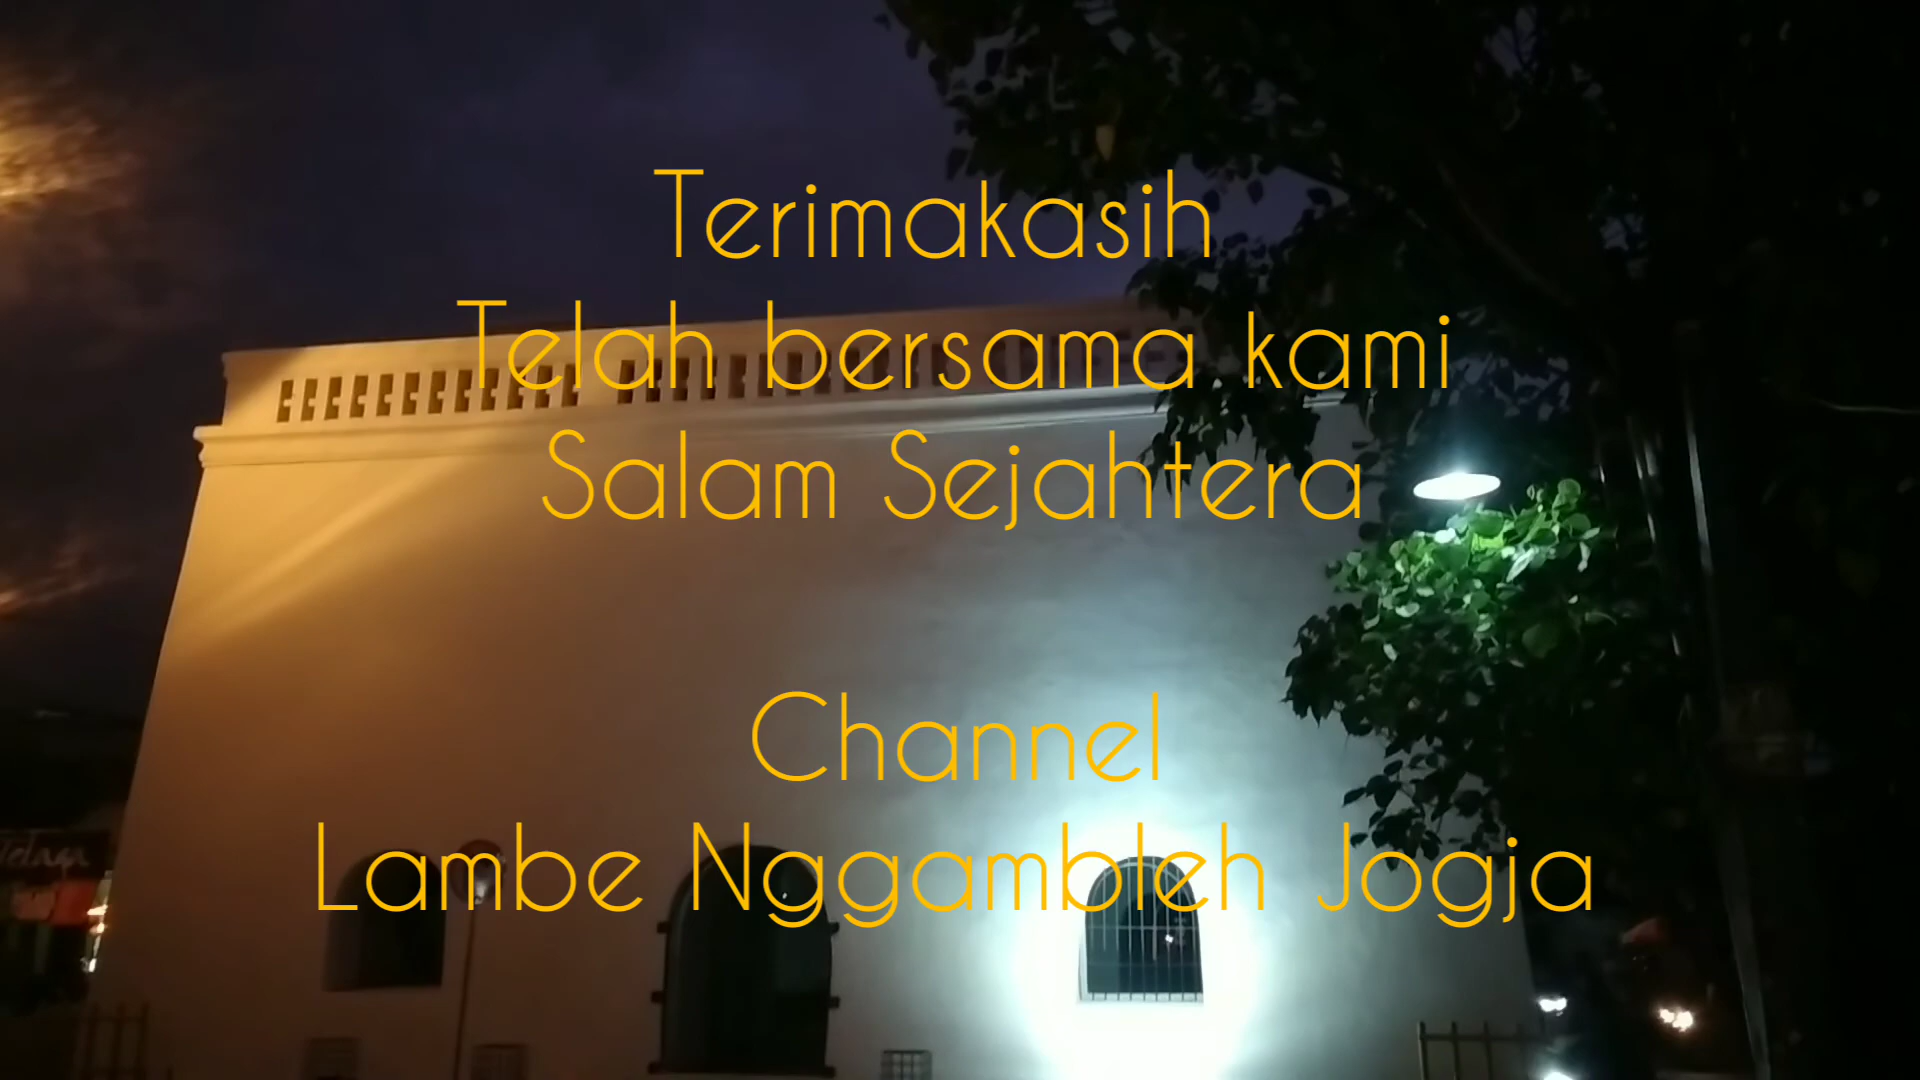 Terimakasih
Telah bersama kami
Salam Sejahtera
Channel
Lambe Nggambleh Jogja